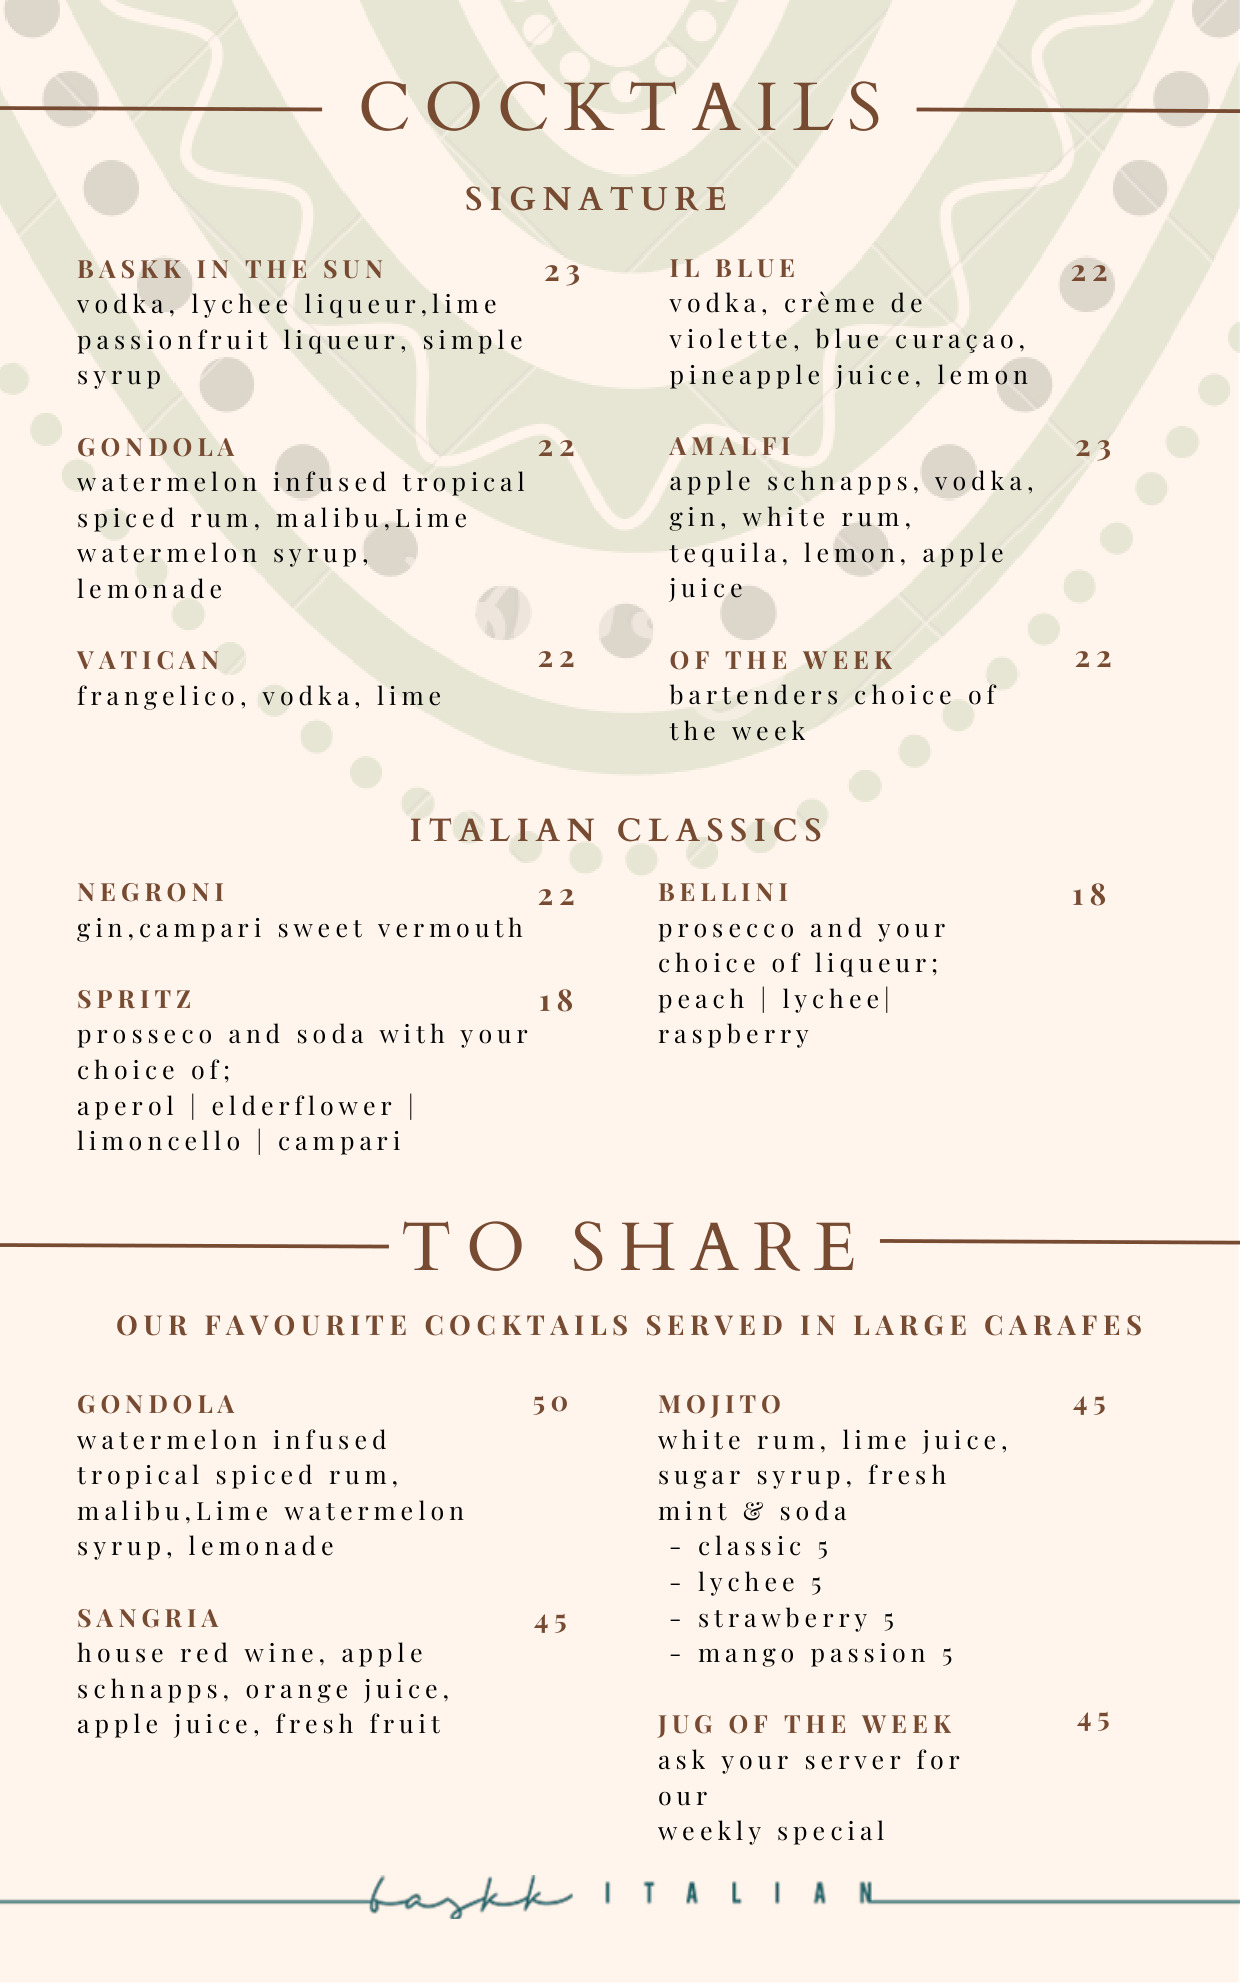 COCKTAILS
SIGNATURE
BASKK IN THE SUN 23
vodka, lychee liqueur,lime
passionfruit liqueur, simple
syrup
GONDOLA 22
watermelon infused tropical
spiced rum, malibu,Lime
watermelon syrup,
lemonade
VATICAN 22
frangelico, vodka, lime
IL BLUE 22
vodka, crème de
violette, blue curaçao,
pineapple juice, lemon
AMALFI 23
apple schnapps, vodka,
gin, white rum,
tequila, lemon, apple
juice
OF THE WEEK 22
bartenders choice of
the week
ITALIAN CLASSICS
NEGRONI 22
gin,campari sweet vermouth
SPRITZ 18
prosseco and soda with your
choice of;
aperol | elderflower |
limoncello | campari
BELLINI 18
prosecco and your
choice of liqueur;
peach | lychee|
raspberry
TO SHARE
OUR FAVOURITE COCKTAILS SERVED IN LARGE CARAFES
GONDOLA 50
watermelon infused
tropical spiced rum,
malibu,Lime watermelon
syrup, lemonade
SANGRIA 45
house red wine, apple
schnapps, orange juice,
apple juice, fresh fruit
MOJITO 45
white rum, lime juice,
sugar syrup, fresh
mint & soda
- classic 5
- lychee 5
- strawberry 5
- mango passion 5
JUG OF THE WEEK 45
ask your server for
our
weekly special
baskk ITALIAN